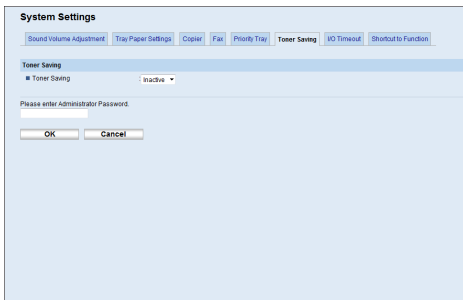 System Settings
Sound Volume Adjustment Tray Paper Settings Copier Fax Priority Tray Toner Saving I/O Timeout Shortcut to Function
Toner Saving
Toner Saving : Inactive
Please enter Administrator Password.
OK Cancel